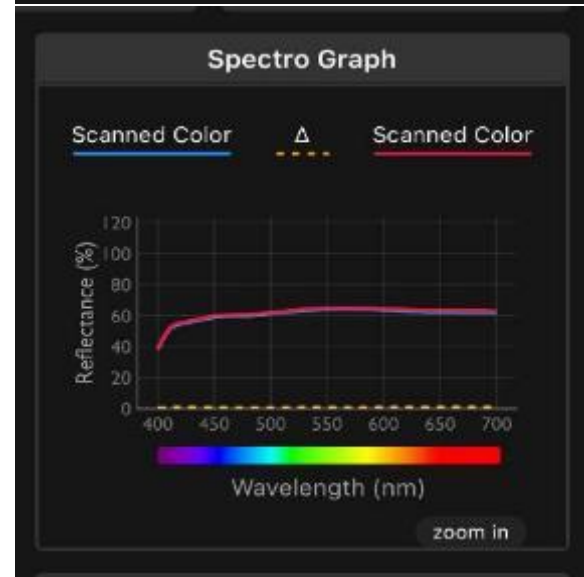 Spectro Graph
Scanned Color Δ Scanned Color
Reflectance (%)
120
100
80
60
40
20
0
400 450 500 550 600 650 700
Wavelength (nm)
zoom in